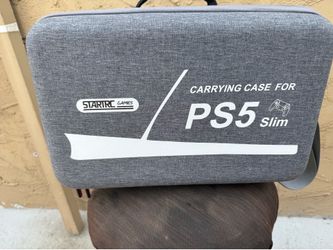 STARTRC GAMES
CARRYING CASE FOR
PS5 Slim